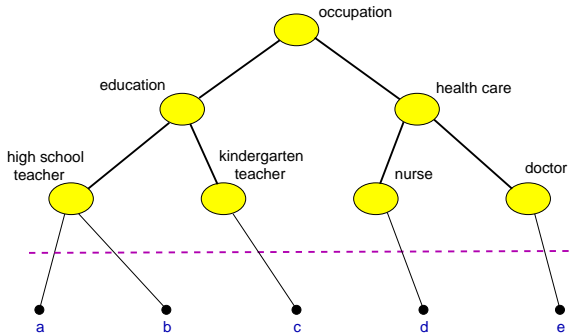 occupation
education
health care
high school
teacher
kindergarten
teacher
nurse
doctor
a
b
c
d
e